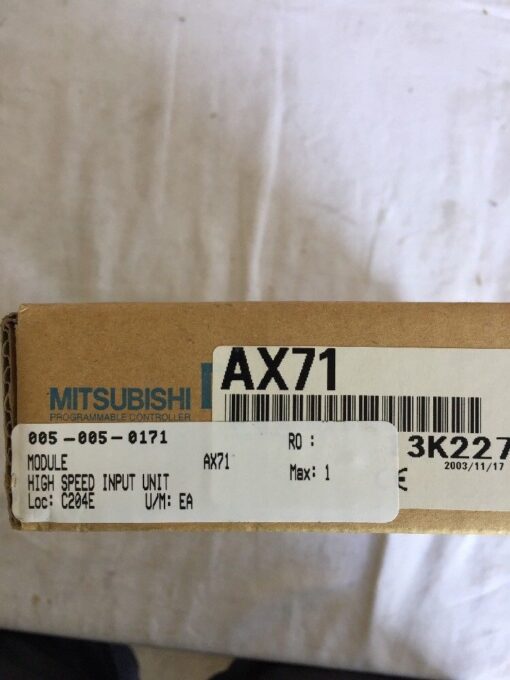 AX71
MITSUBISHI
PROGRAMMABLE CONTROLLER
3K227
2003/11/17
005-005-0171
RO :
MODULE AX71
Max: 1
HIGH SPEED INPUT UNIT
Loc: C204E U/M: EA